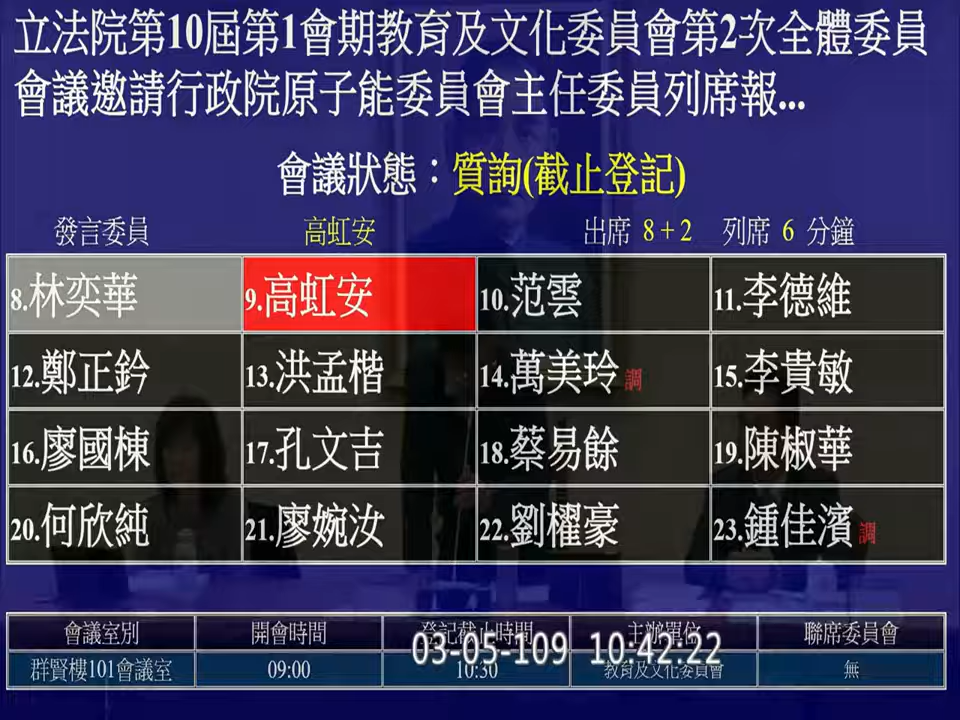 立法院第10屆第1會期教育及文化委員會第2次全體委員
會議邀請行政院原子能委員會主任委員列席報...
會議狀態：質詢(截止登記)
發言委員 高虹安 出席 8+2 列席 6 分鐘
8.林奕華 9.高虹安 10.范雲 11.李德維
12.鄭正鈐 13.洪孟楷 14.萬美玲 調 15.李貴敏
16.廖國棟 17.孔文吉 18.蔡易餘 19.陳椒華
20.何欣純 21.廖婉汝 22.劉櫂豪 23.鍾佳濱 調
會議室別 開會時間 登記截止時間 主辦單位 聯席委員會
03-05-109 10:42:22
群賢樓101會議室 09:00 10:30 教育及文化委員會 無